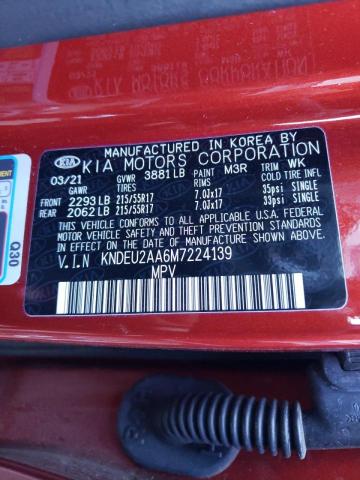 MANUFACTURED IN KOREA BY
KIA KIA MOTORS CORPORATION
03/21 GVWR 3881LB PAINT M3R TRIM WK
GAWR TIRES RIMS COLD TIRE INFL
FRONT 2293LB 215/55R17 7.0Jx17 35psi SINGLE
REAR 2062LB 215/55R17 7.0Jx17 33psi SINGLE
THIS VEHICLE CONFORMS TO ALL APPLICABLE U.S. FEDERAL
MOTOR VEHICLE SAFETY AND THEFT PREVENTION STANDARDS
IN EFFECT ON THE DATE OF MANUFACTURE SHOWN ABOVE.
V.I.N KNDEU2AA6M7224139
MPV
Q30